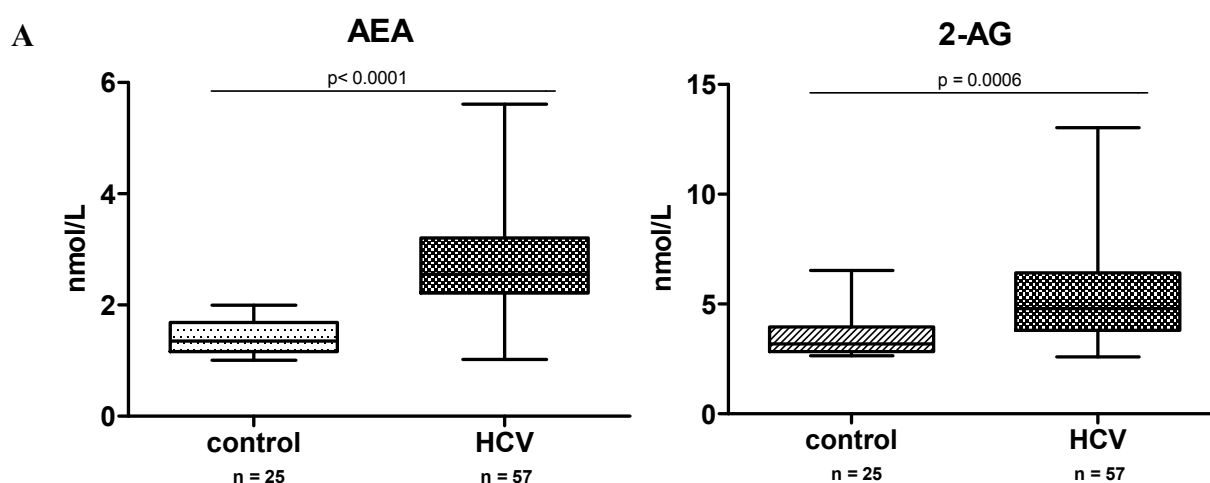 A
AEA
p< 0.0001
nmol/L
6
4
2
0
control
HCV
n = 25
n = 57
2-AG
p = 0.0006
nmol/L
15
10
5
0
control
HCV
n = 25
n = 57